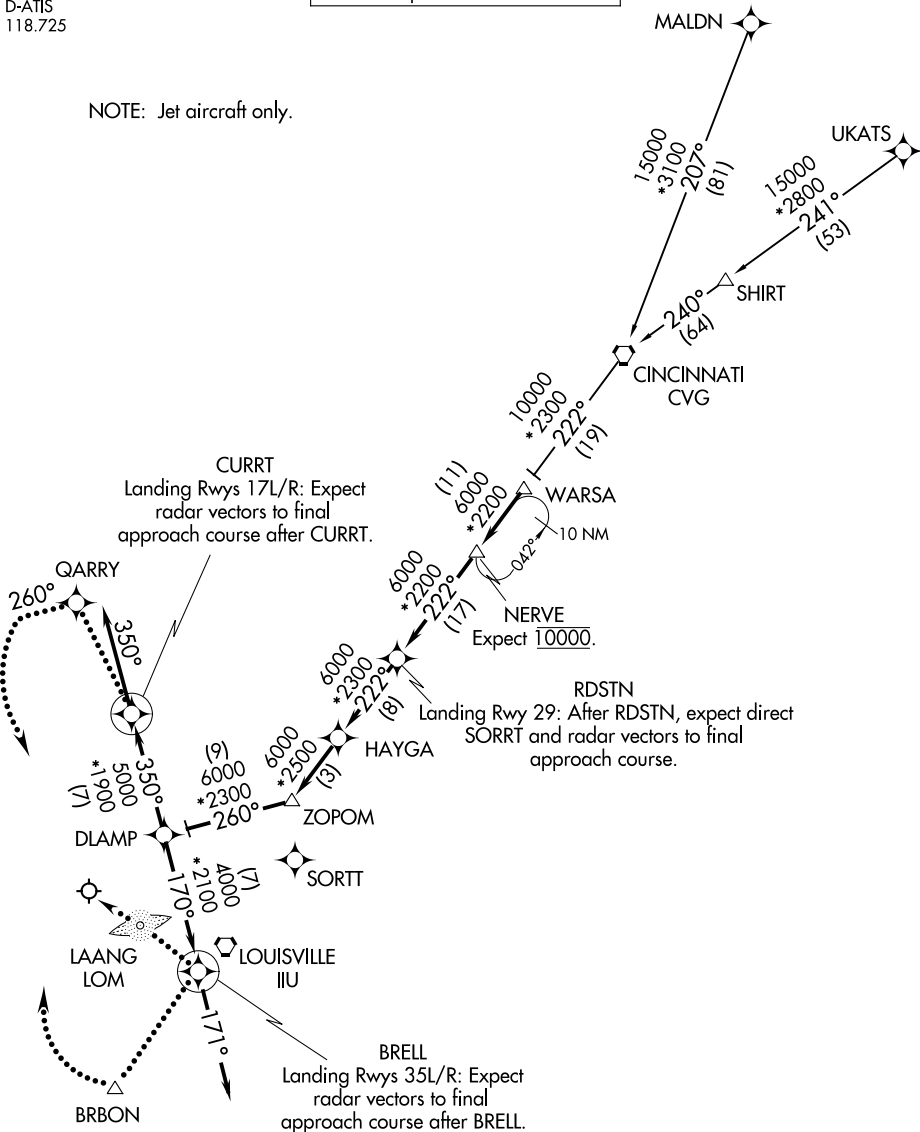 D-ATIS
118.725
NOTE: Jet aircraft only.
MALDN
15000
*3100
207°
(81)
UKATS
15000
*2800
241°
(53)
SHIRT
240°
(64)
CINCINNATI
CVG
10000
*2300
222°
(19)
WARSA
(11)
6000
*2200
10 NM
042°
NERVE
Expect 10000.
6000
*2200
222°
(17)
CURRT
Landing Rwys 17L/R: Expect
radar vectors to final
approach course after CURRT.
QARRY
260°
350°
RDSTN
Landing Rwy 29: After RDSTN, expect direct
SORRT and radar vectors to final
approach course.
6000
*2300
222°
(8)
HAYGA
6000
*2500
(3)
ZOPOM
(9)
6000
*2300
260°
350°
5000
*1900
(7)
DLAMP
SORTT
170°
(7)
4000
*2100
LAANG
LOM
LOUISVILLE
IIU
171°
BRBON
BRELL
Landing Rwys 35L/R: Expect
radar vectors to final
approach course after BRELL.